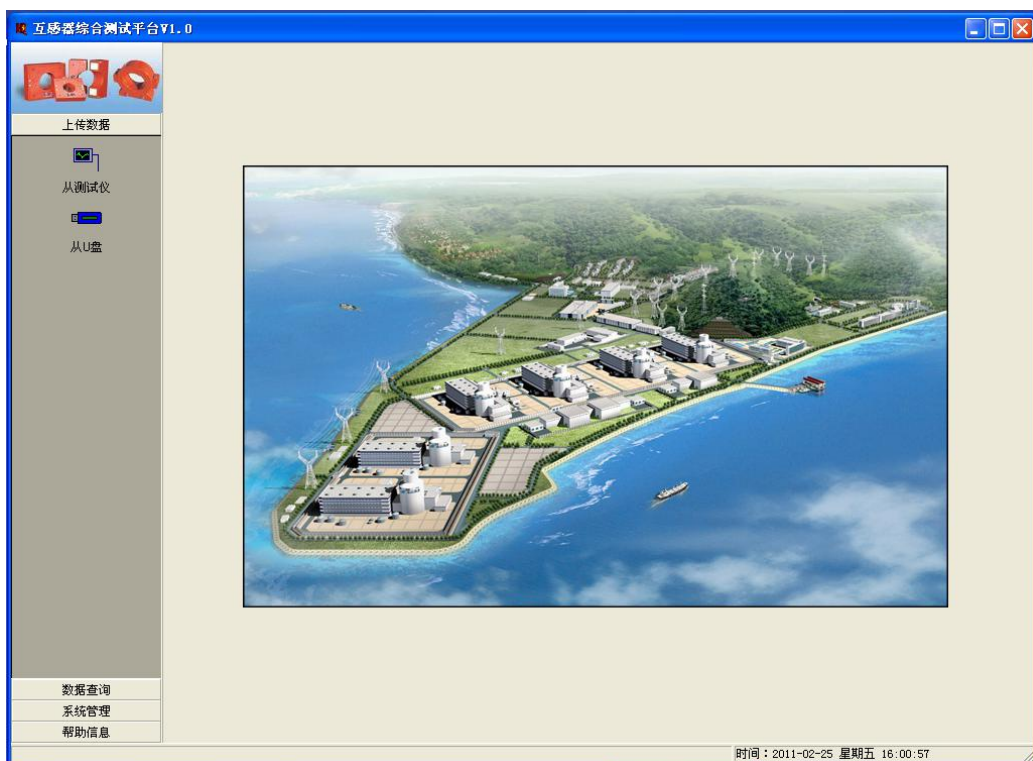 互感器综合测试平台V1.0
上传数据
从测试仪
从U盘
数据查询
系统管理
帮助信息
时间：2011-02-25 星期五 16:00:57